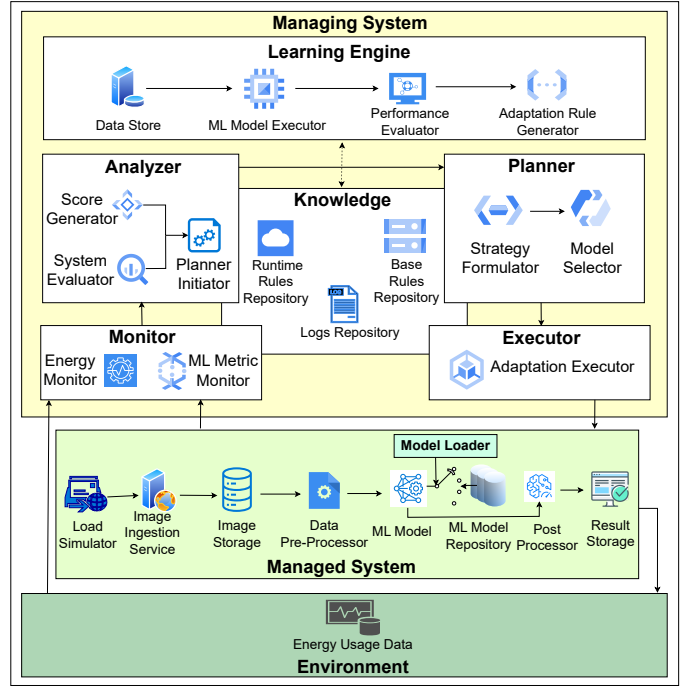 Managing System
Learning Engine
Data Store
ML Model Executor
Performance
Evaluator
Adaptation Rule
Generator
Analyzer
Score
Generator
System
Evaluator
Planner
Initiator
Knowledge
Runtime
Rules
Repository
Base
Rules
Repository
LOG
Logs Repository
Planner
Strategy
Formulator
Model
Selector
Monitor
Energy
Monitor
ML Metric
Monitor
Executor
Adaptation Executor
Model Loader
Load
Simulator
Image
Ingestion
Service
Image
Storage
Data
Pre-Processor
ML Model
ML Model
Repository
Post
Processor
Result
Storage
Managed System
Energy Usage Data
Environment